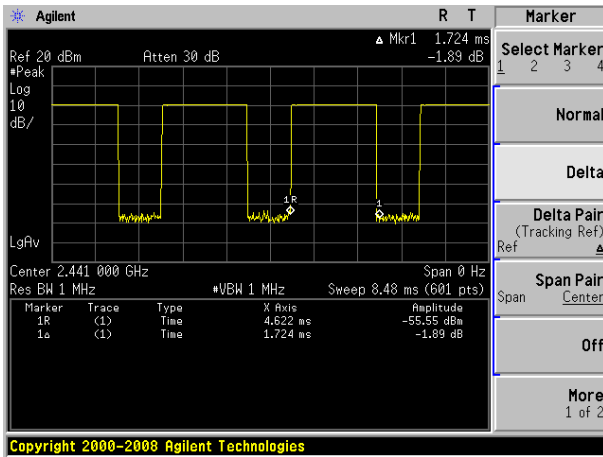 Agilent R T
Δ Mkr1 1.724 ms
Ref 20 dBm Atten 30 dB -1.89 dB
#Peak
Log
10
dB/
1R
1
LgAv
Center 2.441 000 GHz Span 0 Hz
Res BW 1 MHz #VBW 1 MHz Sweep 8.48 ms (601 pts)
Marker Trace Type X Axis Amplitude
1R (1) Time 4.622 ms -55.55 dBm
1Δ (1) Time 1.724 ms -1.89 dB
Copyright 2000-2008 Agilent Technologies
Marker
Select Marker
1 2 3 4
Normal
Delta
Delta Pair
(Tracking Ref)
Ref Δ
Span Pair
Span Center
Off
More
1 of 2